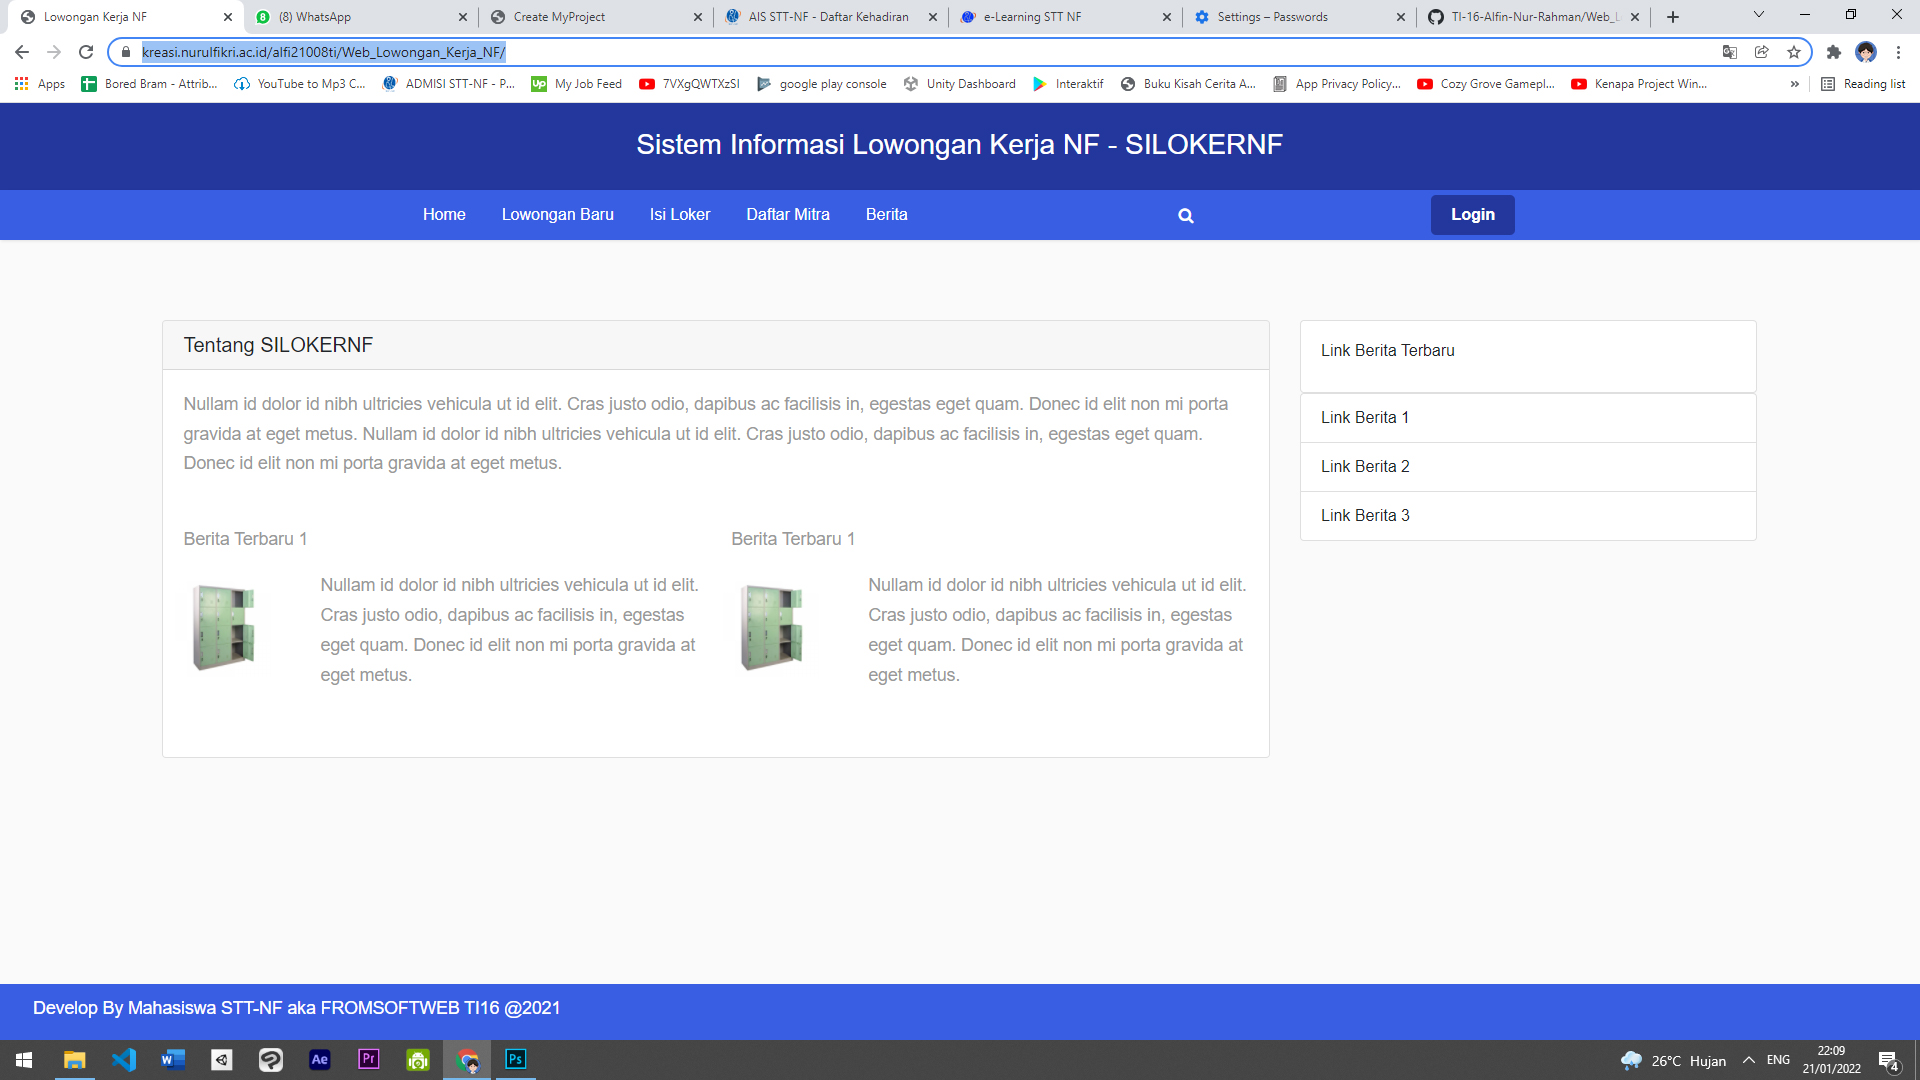 Lowongan Kerja NF
(8) WhatsApp
Create MyProject
AIS STT-NF - Daftar Kehadiran
e-Learning STT NF
Settings – Passwords
TI-16-Alfin-Nur-Rahman/Web_L
kreasi.nurulfikri.ac.id/alfi21008ti/Web_Lowongan_Kerja_NF/
Apps
Bored Bram - Attrib...
YouTube to Mp3 C...
ADMISI STT-NF - P...
Up
My Job Feed
7VXgQWTXzSI
google play console
Unity Dashboard
Interaktif
Buku Kisah Cerita A...
App Privacy Policy...
Cozy Grove Gamepl...
Kenapa Project Win...
»
Reading list
Sistem Informasi Lowongan Kerja NF - SILOKERNF
Home
Lowongan Baru
Isi Loker
Daftar Mitra
Berita
Login
Tentang SILOKERNF
Nullam id dolor id nibh ultricies vehicula ut id elit. Cras justo odio, dapibus ac facilisis in, egestas eget quam. Donec id elit non mi porta
gravida at eget metus. Nullam id dolor id nibh ultricies vehicula ut id elit. Cras justo odio, dapibus ac facilisis in, egestas eget quam.
Donec id elit non mi porta gravida at eget metus.
Berita Terbaru 1
Nullam id dolor id nibh ultricies vehicula ut id elit.
Cras justo odio, dapibus ac facilisis in, egestas
eget quam. Donec id elit non mi porta gravida at
eget metus.
Berita Terbaru 1
Nullam id dolor id nibh ultricies vehicula ut id elit.
Cras justo odio, dapibus ac facilisis in, egestas
eget quam. Donec id elit non mi porta gravida at
eget metus.
Link Berita Terbaru
Link Berita 1
Link Berita 2
Link Berita 3
Develop By Mahasiswa STT-NF aka FROMSOFTWEB TI16 @2021
Ae
Pr
Ps
26°C Hujan
ENG
22:09
21/01/2022
4